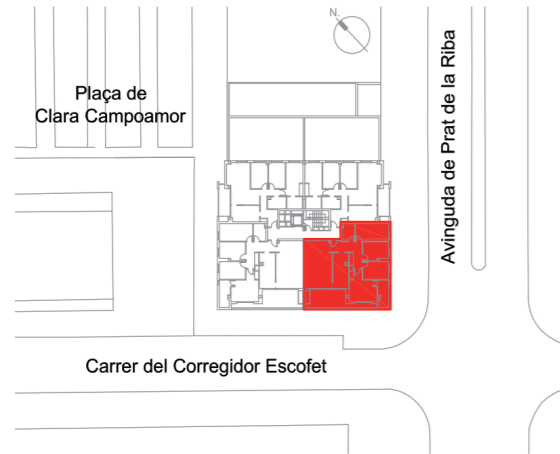 N.
Plaça de
Clara Campoamor
Avinguda de Prat de la Riba
Carrer del Corregidor Escofet